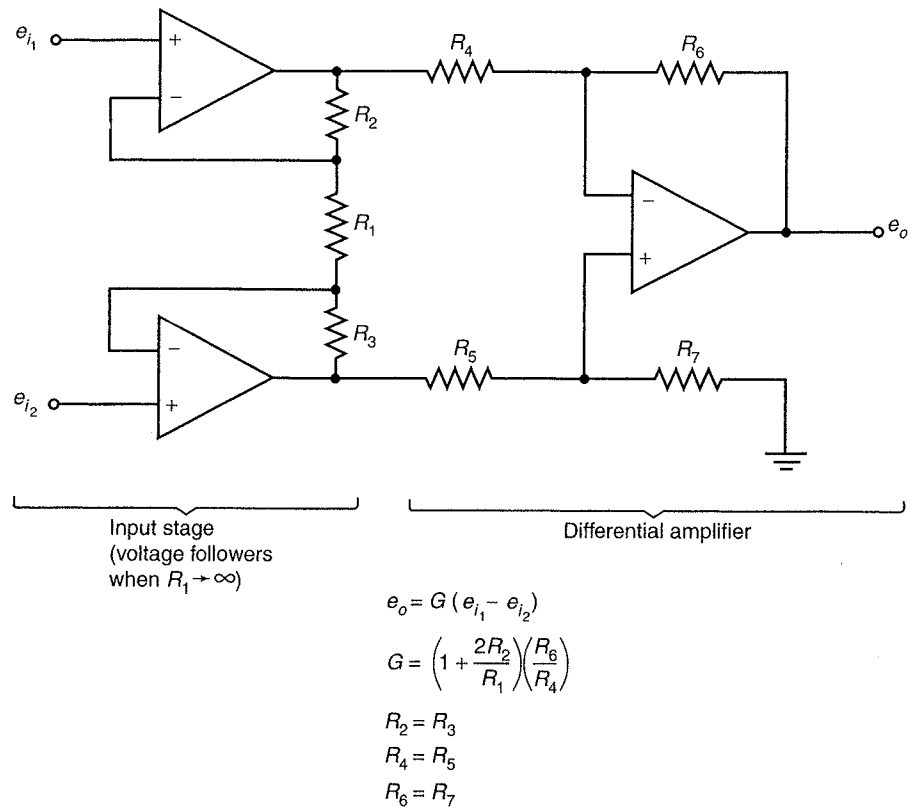 e_{i_1}
+
−
R_2
R_1
R_3
−
+
e_{i_2}
R_4
R_6
−
+
e_o
R_5
R_7
Input stage
(voltage followers
when R_1 → ∞)
Differential amplifier
e_o = G (e_{i_1} − e_{i_2})
G = (1 + 2R_2/R_1)(R_6/R_4)
R_2 = R_3
R_4 = R_5
R_6 = R_7